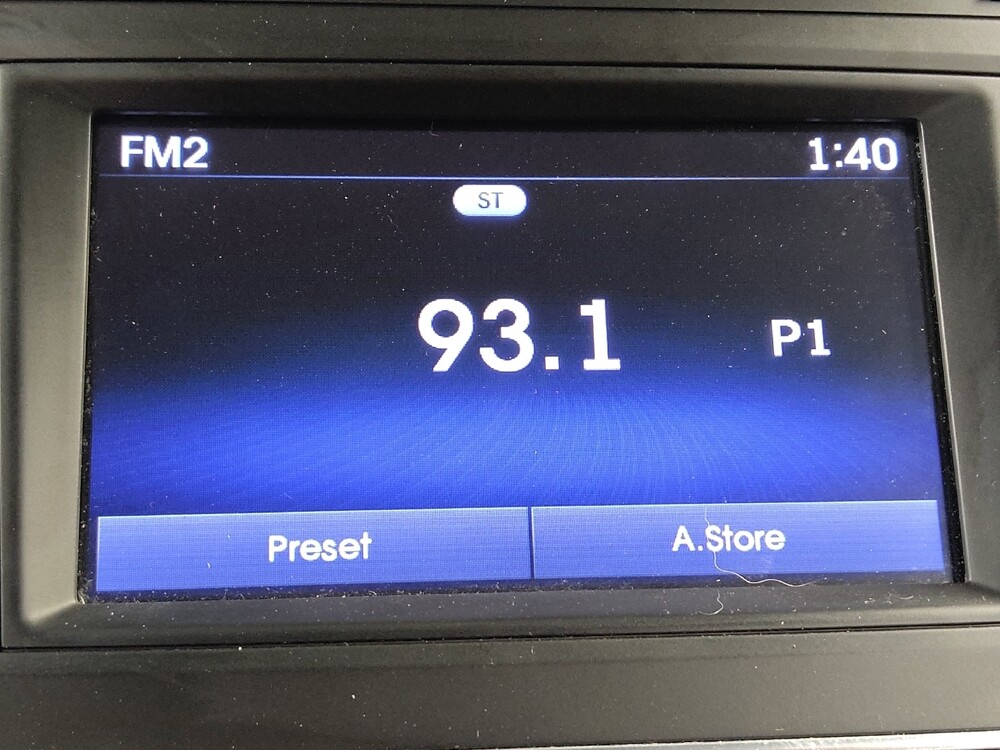 FM2 1:40
ST
93.1 P1
Preset A.Store